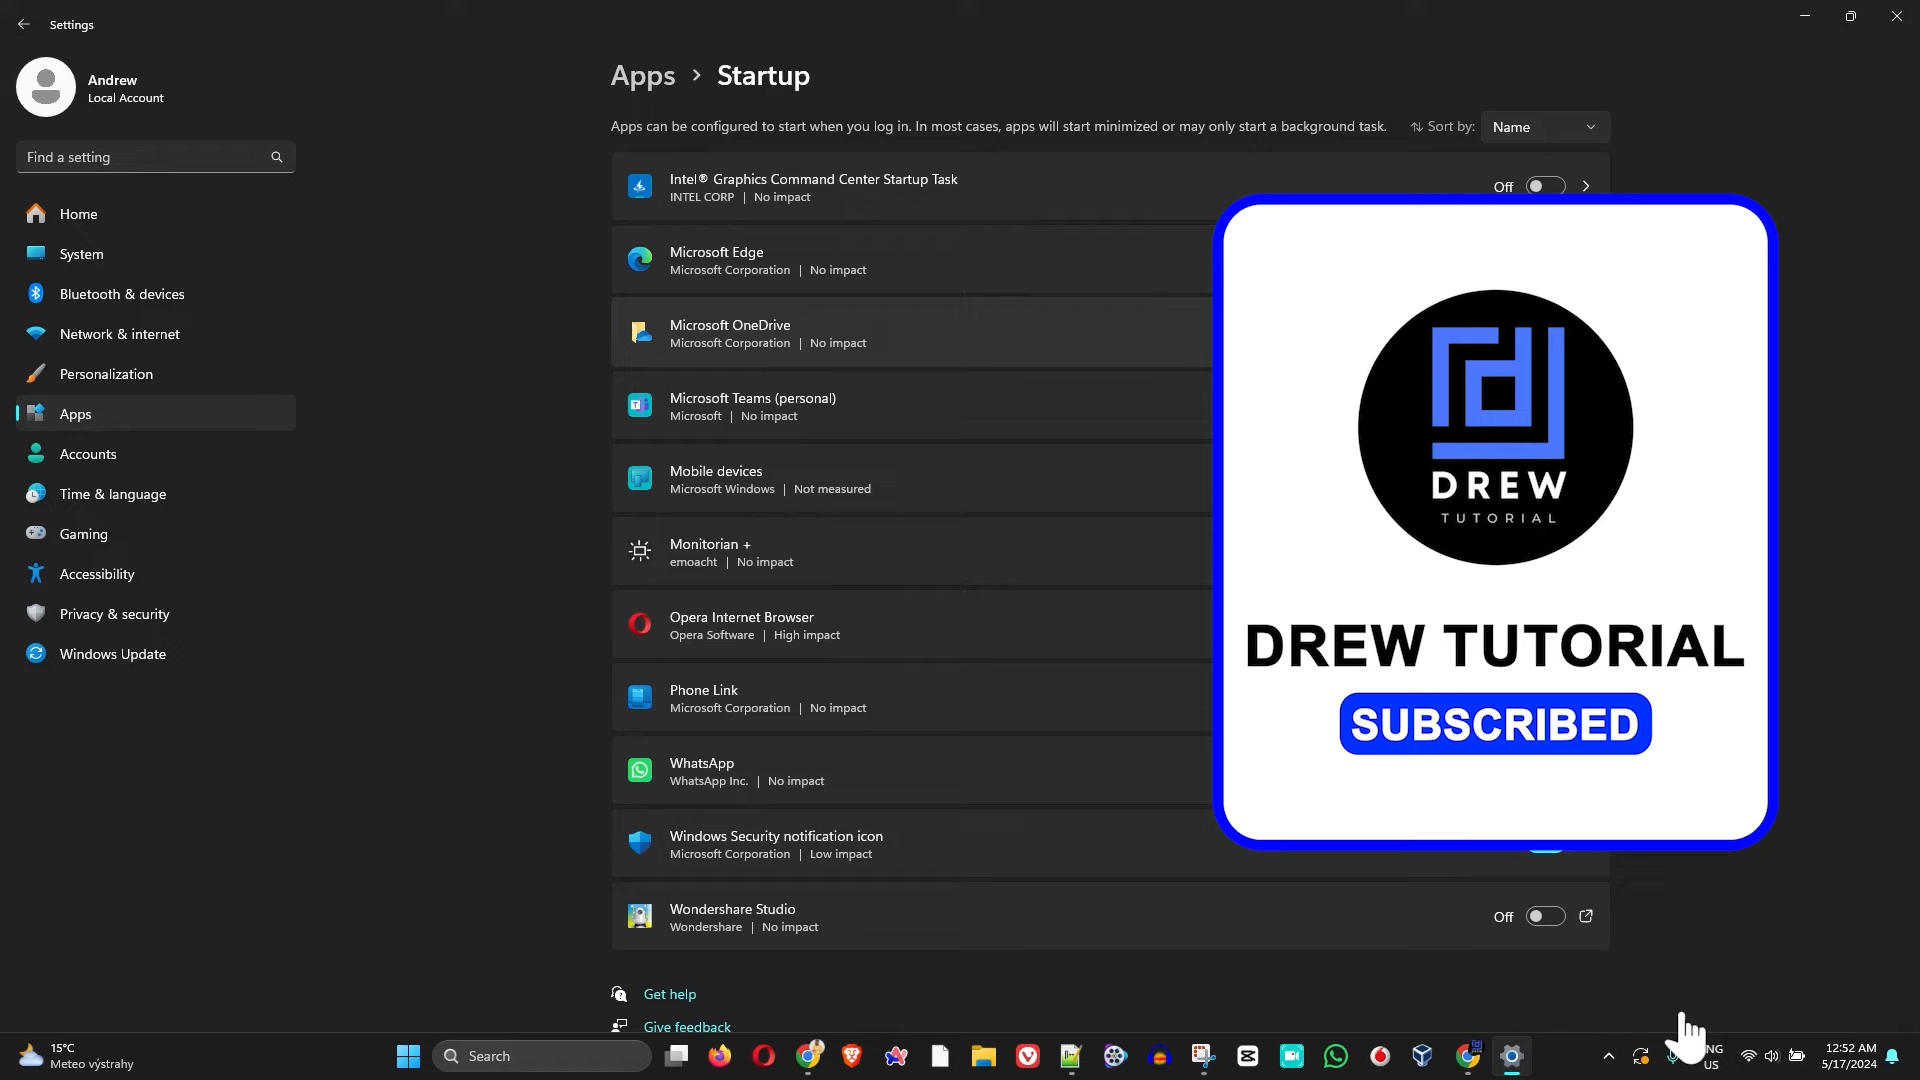 Settings
Andrew
Local Account
Find a setting
Home
System
Bluetooth & devices
Network & internet
Personalization
Apps
Accounts
Time & language
Gaming
Accessibility
Privacy & security
Windows Update
Apps > Startup
Apps can be configured to start when you log in. In most cases, apps will start minimized or may only start a background task.
Sort by: Name
Intel® Graphics Command Center Startup Task
INTEL CORP | No impact
Off
Microsoft Edge
Microsoft Corporation | No impact
Microsoft OneDrive
Microsoft Corporation | No impact
Microsoft Teams (personal)
Microsoft | No impact
Mobile devices
Microsoft Windows | Not measured
Monitorian +
emoacht | No impact
Opera Internet Browser
Opera Software | High impact
Phone Link
Microsoft Corporation | No impact
WhatsApp
WhatsApp Inc. | No impact
Windows Security notification icon
Microsoft Corporation | Low impact
Wondershare Studio
Wondershare | No impact
Off
Get help
Give feedback
DREW
TUTORIAL
DREW TUTORIAL
SUBSCRIBED
15°C
Meteo výstrahy
Search
US
12:52 AM
5/17/2024